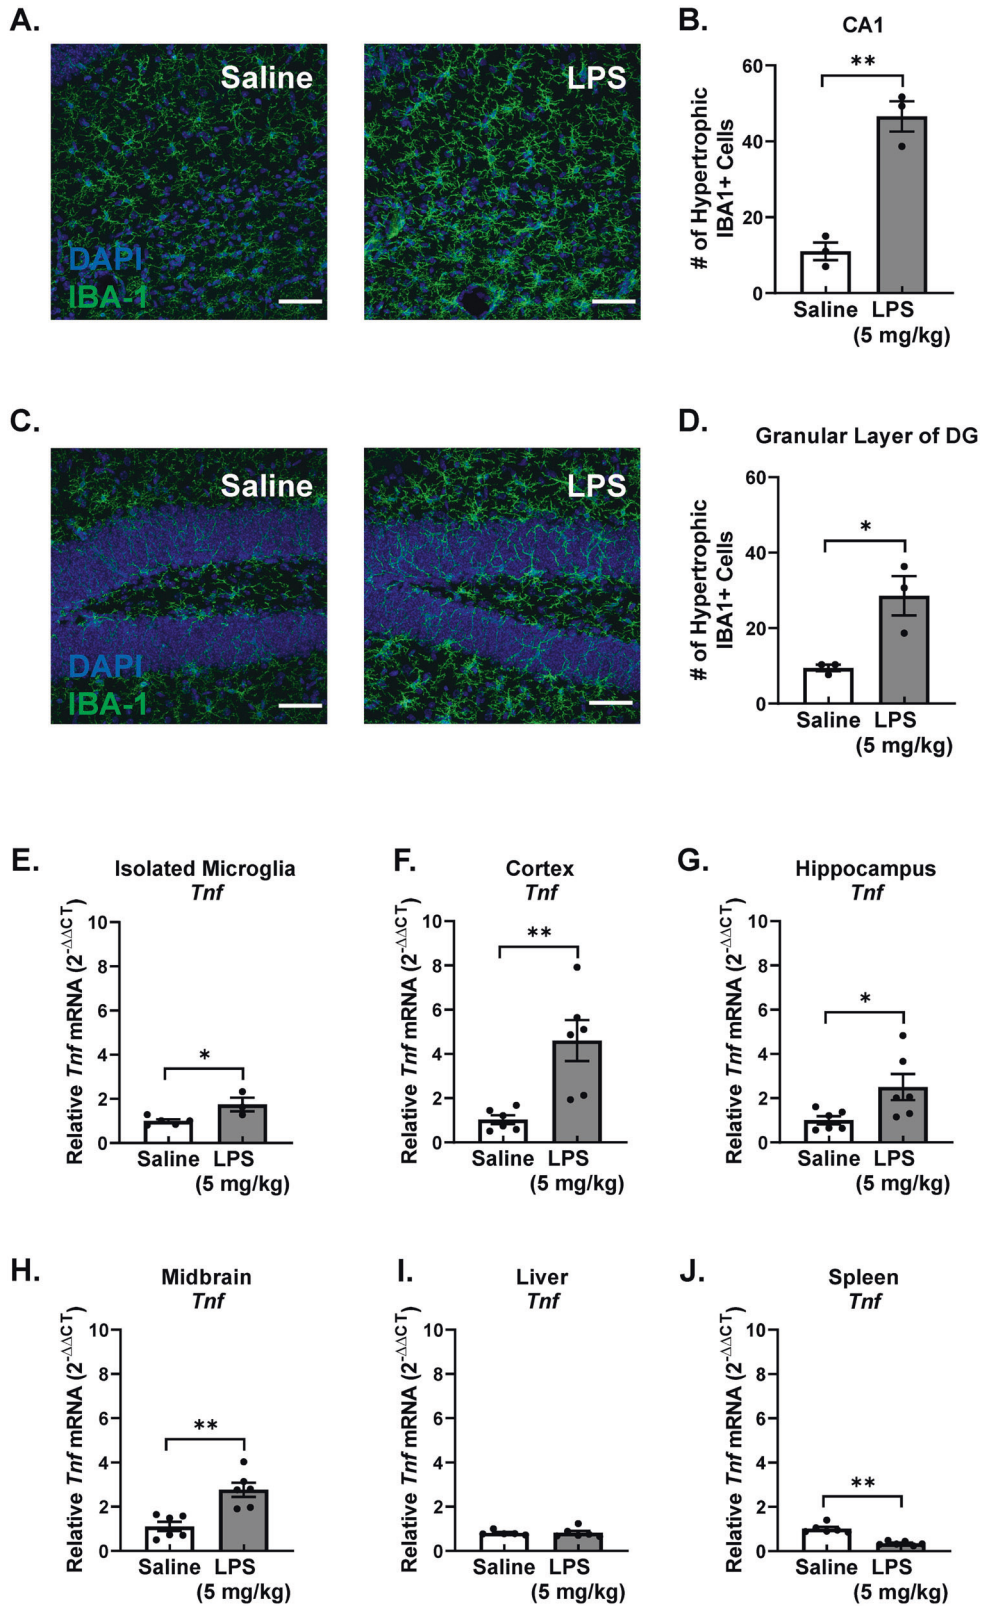 A.
Saline
DAPI
IBA-1
LPS
B.
CA1
# of Hypertrophic
IBA1+ Cells
60
40
20
0
**
Saline LPS
(5 mg/kg)
C.
Saline
DAPI
IBA-1
LPS
D.
Granular Layer of DG
# of Hypertrophic
IBA1+ Cells
60
40
20
0
*
Saline LPS
(5 mg/kg)
E.
Isolated Microglia
Tnf
Relative Tnf mRNA (2-ΔΔCT)
10
8
6
4
2
0
*
Saline LPS
(5 mg/kg)
F.
Cortex
Tnf
Relative Tnf mRNA (2-ΔΔCT)
10
8
6
4
2
0
**
Saline LPS
(5 mg/kg)
G.
Hippocampus
Tnf
Relative Tnf mRNA (2-ΔΔCT)
10
8
6
4
2
0
*
Saline LPS
(5 mg/kg)
H.
Midbrain
Tnf
Relative Tnf mRNA (2-ΔΔCT)
10
8
6
4
2
0
**
Saline LPS
(5 mg/kg)
I.
Liver
Tnf
Relative Tnf mRNA (2-ΔΔCT)
10
8
6
4
2
0
Saline LPS
(5 mg/kg)
J.
Spleen
Tnf
Relative Tnf mRNA (2-ΔΔCT)
10
8
6
4
2
0
**
Saline LPS
(5 mg/kg)